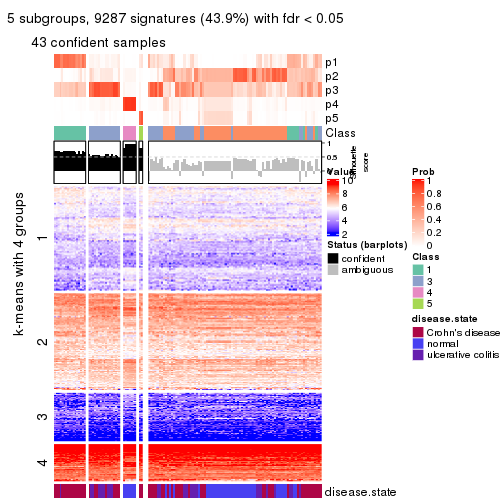 5 subgroups, 9287 signatures (43.9%) with fdr < 0.05
43 confident samples
p1
p2
p3
p4
p5
Class
1
0.5
0
silhouette
score
k-means with 4 groups
1
2
3
4
disease.state
Value
10
8
6
4
2
Status (barplots)
confident
ambiguous
Prob
1
0.8
0.6
0.4
0.2
0
Class
1
3
4
5
disease.state
Crohn's disease
normal
ulcerative colitis